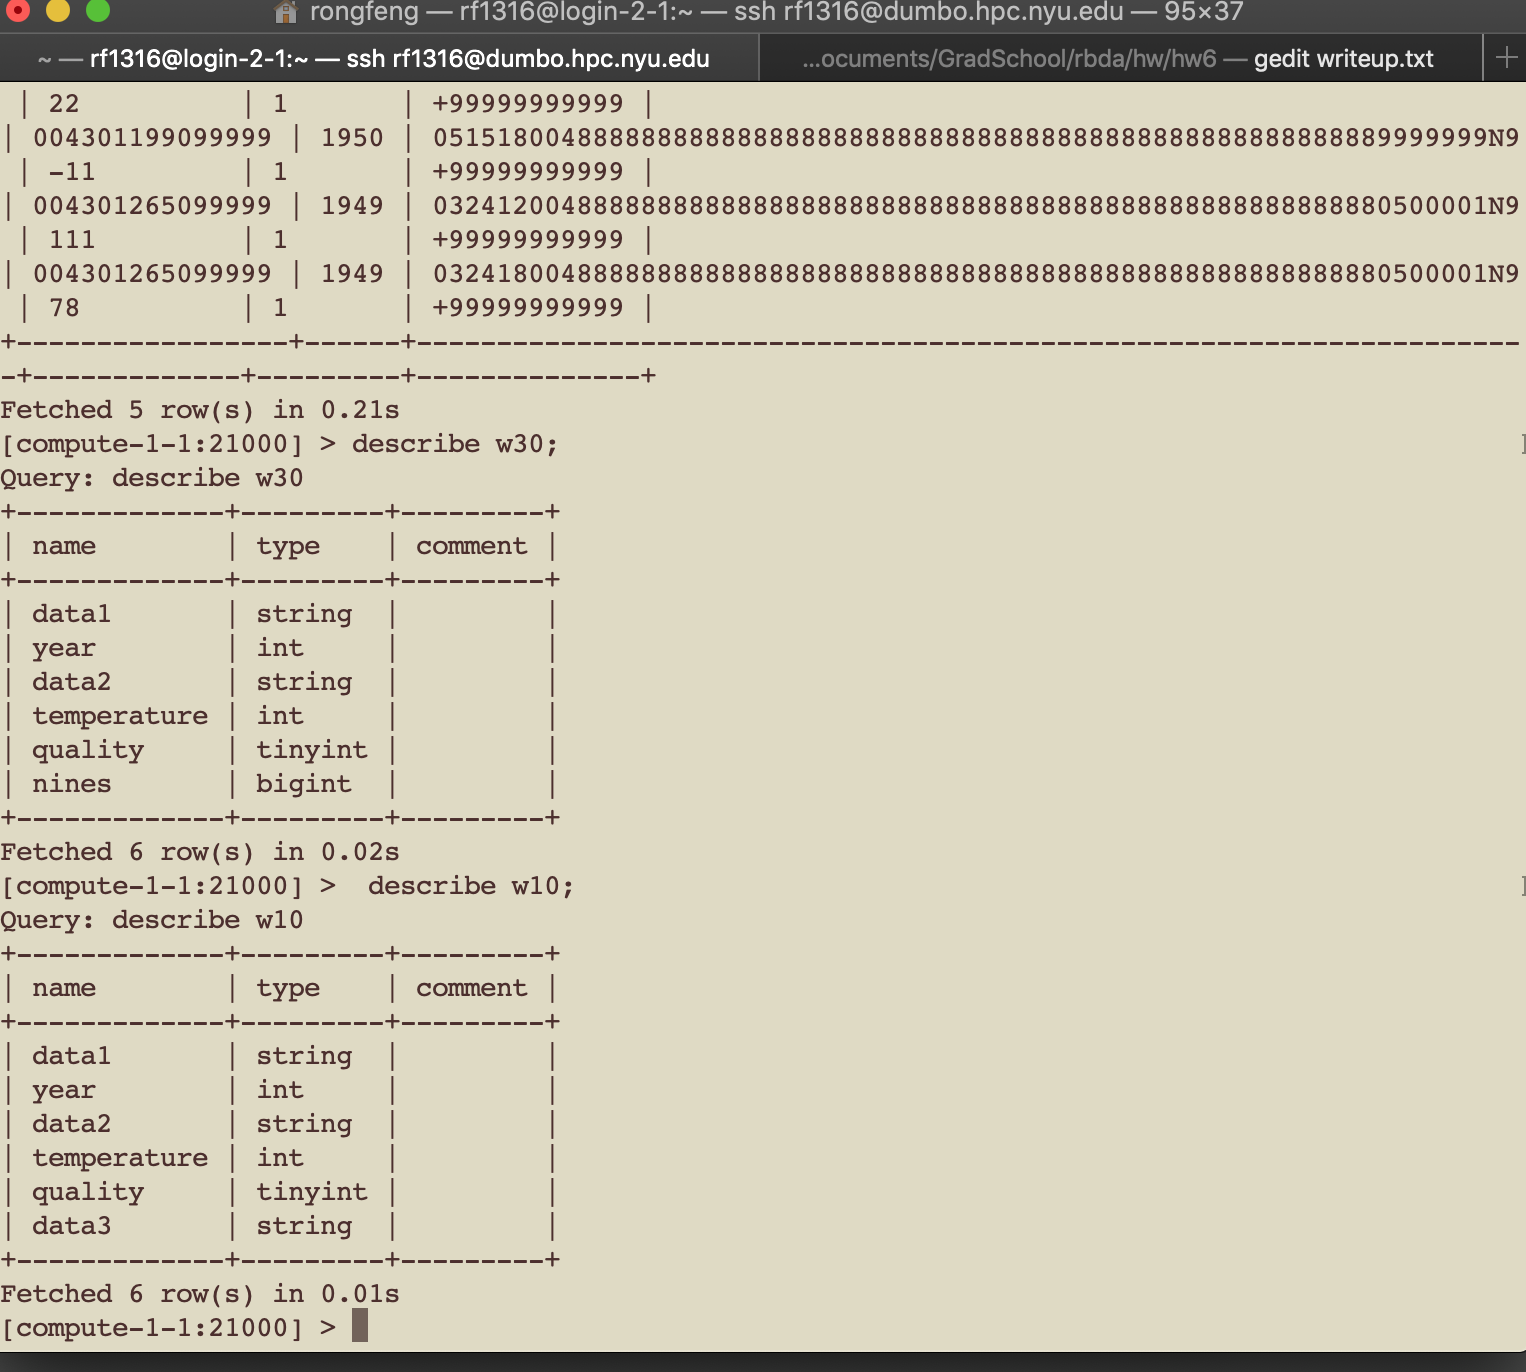 rongfeng — rf1316@login-2-1:~ — ssh rf1316@dumbo.hpc.nyu.edu — 95×37
~ — rf1316@login-2-1:~ — ssh rf1316@dumbo.hpc.nyu.edu ...ocuments/GradSchool/rbda/hw/hw6 — gedit writeup.txt +
 | 22          | 1       | +99999999999 |
| 004301199099999 | 1950 | 05151800488888888888888888888888888888888888888888888888889999999N9
 | -11         | 1       | +99999999999 |
| 004301265099999 | 1949 | 03241200488888888888888888888888888888888888888888888888880500001N9
 | 111         | 1       | +99999999999 |
| 004301265099999 | 1949 | 03241800488888888888888888888888888888888888888888888888880500001N9
 | 78          | 1       | +99999999999 |
+-----------------+------+---------------------------------------------------------------------
-+-------------+---------+--------------+
Fetched 5 row(s) in 0.21s
[compute-1-1:21000] > describe w30; ]
Query: describe w30
+-------------+---------+---------+
| name        | type    | comment |
+-------------+---------+---------+
| data1       | string  |         |
| year        | int     |         |
| data2       | string  |         |
| temperature | int     |         |
| quality     | tinyint |         |
| nines       | bigint  |         |
+-------------+---------+---------+
Fetched 6 row(s) in 0.02s
[compute-1-1:21000] >  describe w10; ]
Query: describe w10
+-------------+---------+---------+
| name        | type    | comment |
+-------------+---------+---------+
| data1       | string  |         |
| year        | int     |         |
| data2       | string  |         |
| temperature | int     |         |
| quality     | tinyint |         |
| data3       | string  |         |
+-------------+---------+---------+
Fetched 6 row(s) in 0.01s
[compute-1-1:21000] >